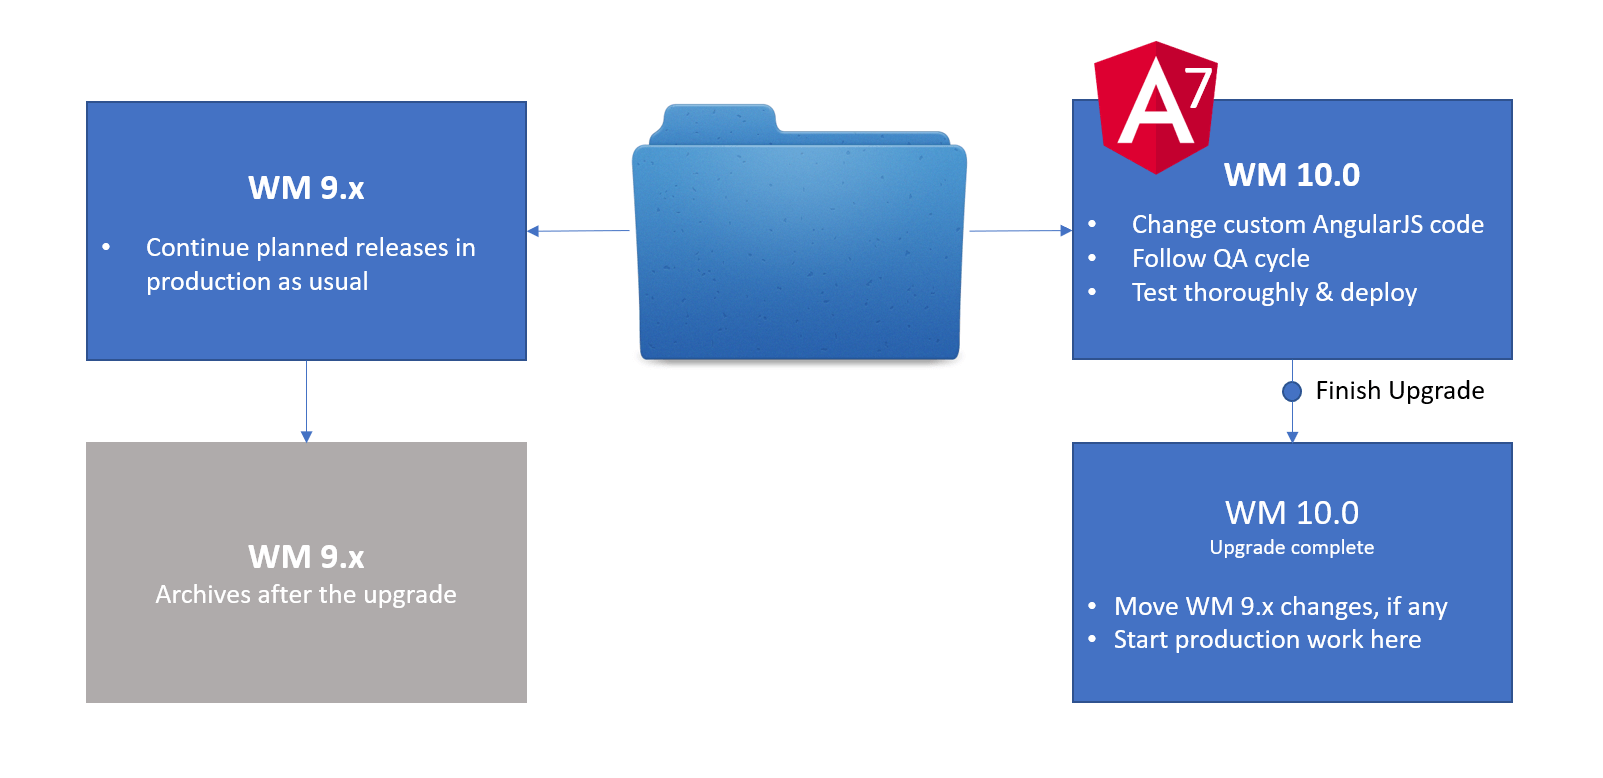 WM 9.x
• Continue planned releases in
production as usual
A7
WM 10.0
• Change custom AngularJS code
• Follow QA cycle
• Test thoroughly & deploy
Finish Upgrade
WM 9.x
Archives after the upgrade
WM 10.0
Upgrade complete
• Move WM 9.x changes, if any
• Start production work here